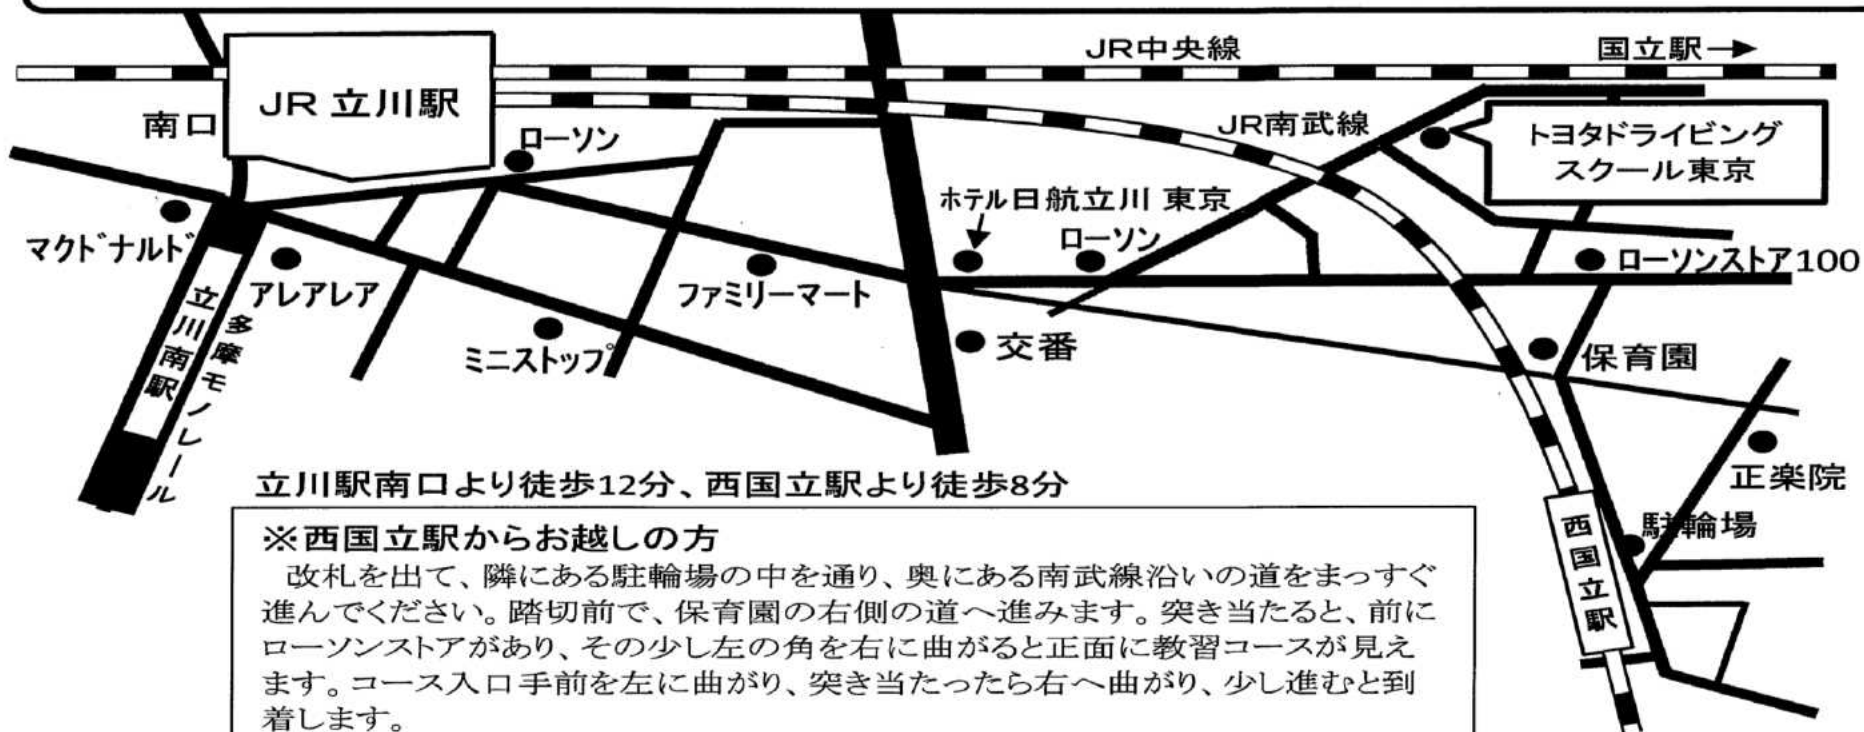 JR中央線
国立駅→
JR 立川駅
南口
ローソン
JR南武線
トヨタドライビング
スクール東京
ホテル日航立川 東京
ローソン
マクドナルド
アレアレア
ファミリーマート
ローソンストア100
立川南駅
多摩モノレール
ミニストップ
交番
保育園
正楽院
駐輪場
西国立駅
立川駅南口より徒歩12分、西国立駅より徒歩8分
※西国立駅からお越しの方
改札を出て、隣にある駐輪場の中を通り、奥にある南武線沿いの道をまっすぐ
進んでください。踏切前で、保育園の右側の道へ進みます。突き当たると、前に
ローソンストアがあり、その少し左の角を右に曲がると正面に教習コースが見え
ます。コース入口手前を左に曲がり、突き当たったら右へ曲がり、少し進むと到
着します。